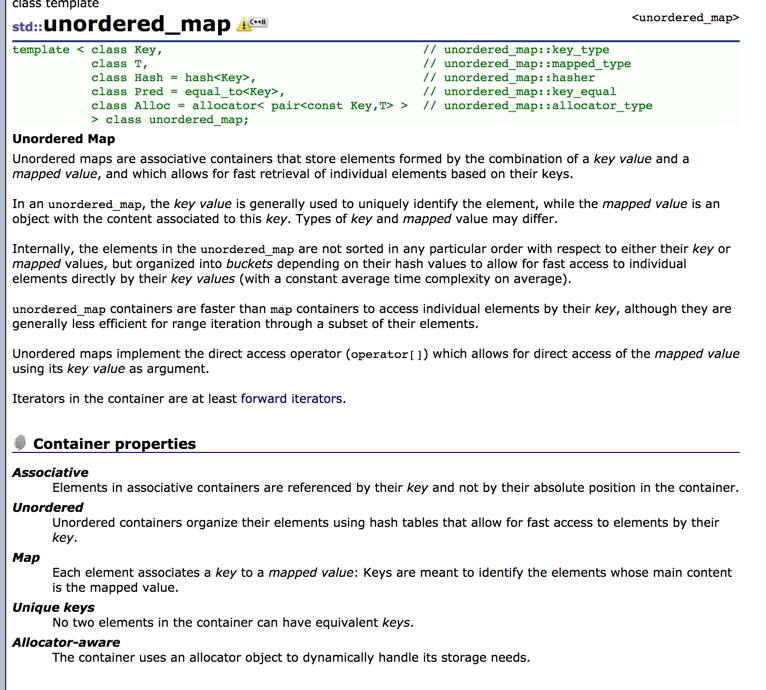 class template
std::unordered_map C++11
<unordered_map>
template < class Key, // unordered_map::key_type
class T, // unordered_map::mapped_type
class Hash = hash<Key>, // unordered_map::hasher
class Pred = equal_to<Key>, // unordered_map::key_equal
class Alloc = allocator< pair<const Key,T> > // unordered_map::allocator_type
> class unordered_map;
Unordered Map
Unordered maps are associative containers that store elements formed by the combination of a key value and a
mapped value, and which allows for fast retrieval of individual elements based on their keys.
In an unordered_map, the key value is generally used to uniquely identify the element, while the mapped value is an
object with the content associated to this key. Types of key and mapped value may differ.
Internally, the elements in the unordered_map are not sorted in any particular order with respect to either their key or
mapped values, but organized into buckets depending on their hash values to allow for fast access to individual
elements directly by their key values (with a constant average time complexity on average).
unordered_map containers are faster than map containers to access individual elements by their key, although they are
generally less efficient for range iteration through a subset of their elements.
Unordered maps implement the direct access operator (operator[]) which allows for direct access of the mapped value
using its key value as argument.
Iterators in the container are at least forward iterators.
Container properties
Associative
Elements in associative containers are referenced by their key and not by their absolute position in the container.
Unordered
Unordered containers organize their elements using hash tables that allow for fast access to elements by their
key.
Map
Each element associates a key to a mapped value: Keys are meant to identify the elements whose main content
is the mapped value.
Unique keys
No two elements in the container can have equivalent keys.
Allocator-aware
The container uses an allocator object to dynamically handle its storage needs.